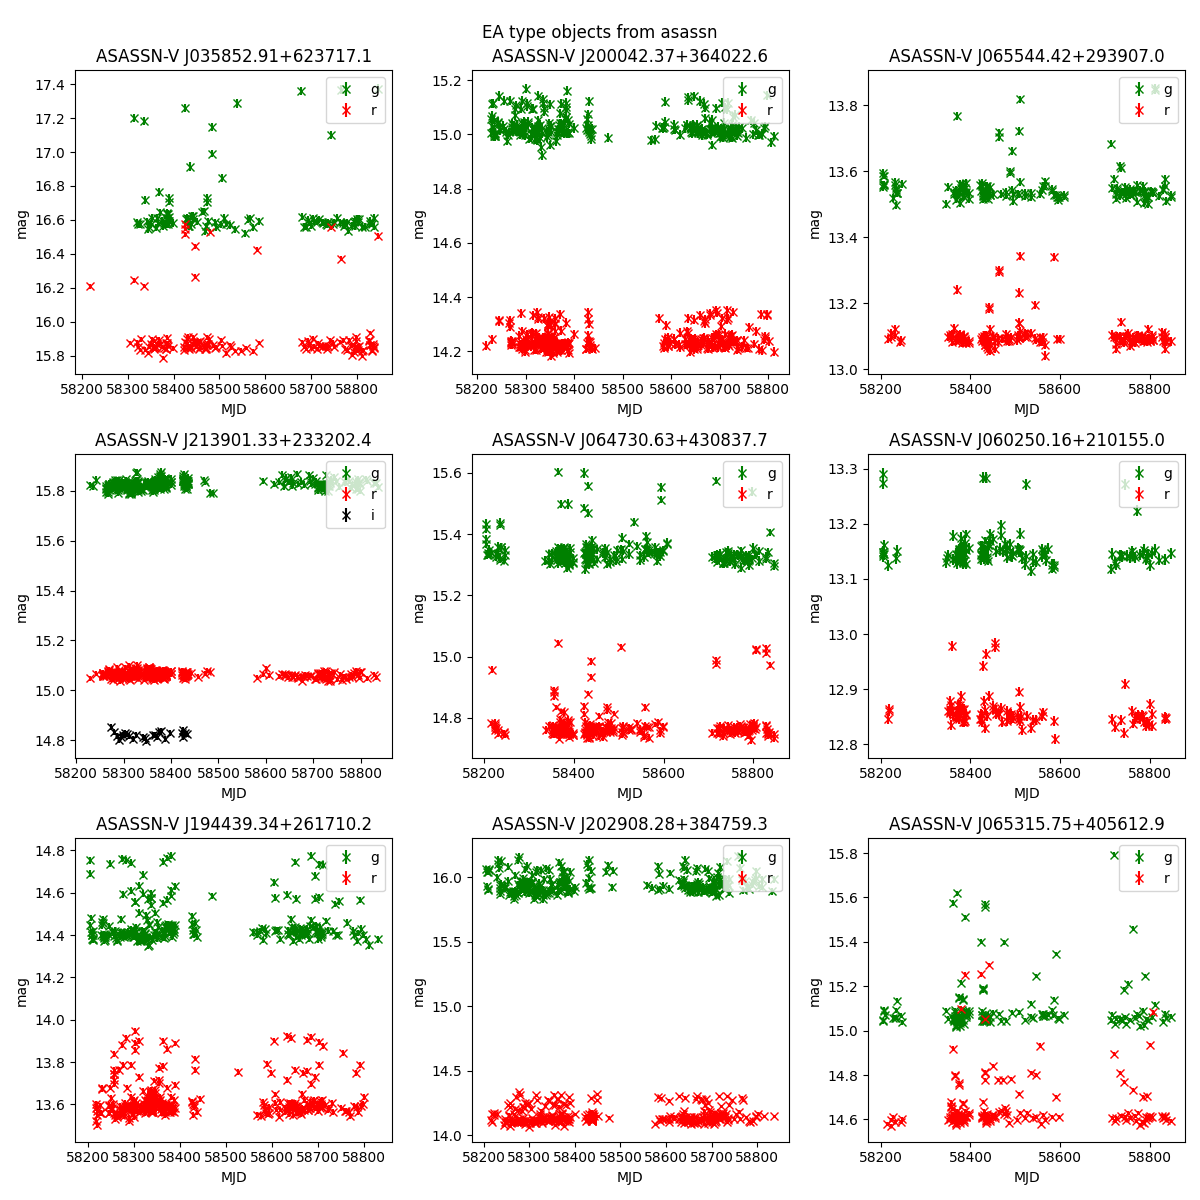 EA type objects from asassn
ASASSN-V J035852.91+623717.1
17.4
17.2
17.0
16.8
16.6
16.4
16.2
16.0
15.8
mag
58200 58300 58400 58500 58600 58700 58800
MJD
g
r
ASASSN-V J200042.37+364022.6
15.2
15.0
14.8
14.6
14.4
14.2
mag
58200 58300 58400 58500 58600 58700 58800
MJD
g
r
ASASSN-V J065544.42+293907.0
13.8
13.6
13.4
13.2
13.0
mag
58200 58400 58600 58800
MJD
g
r
ASASSN-V J213901.33+233202.4
15.8
15.6
15.4
15.2
15.0
14.8
mag
58200 58300 58400 58500 58600 58700 58800
MJD
g
r
i
ASASSN-V J064730.63+430837.7
15.6
15.4
15.2
15.0
14.8
mag
58200 58400 58600 58800
MJD
g
r
ASASSN-V J060250.16+210155.0
13.3
13.2
13.1
13.0
12.9
12.8
mag
58200 58400 58600 58800
MJD
g
r
ASASSN-V J194439.34+261710.2
14.8
14.6
14.4
14.2
14.0
13.8
13.6
mag
58200 58300 58400 58500 58600 58700 58800
MJD
g
r
ASASSN-V J202908.28+384759.3
16.0
15.5
15.0
14.5
14.0
mag
58200 58300 58400 58500 58600 58700 58800
MJD
g
r
ASASSN-V J065315.75+405612.9
15.8
15.6
15.4
15.2
15.0
14.8
14.6
mag
58200 58400 58600 58800
MJD
g
r